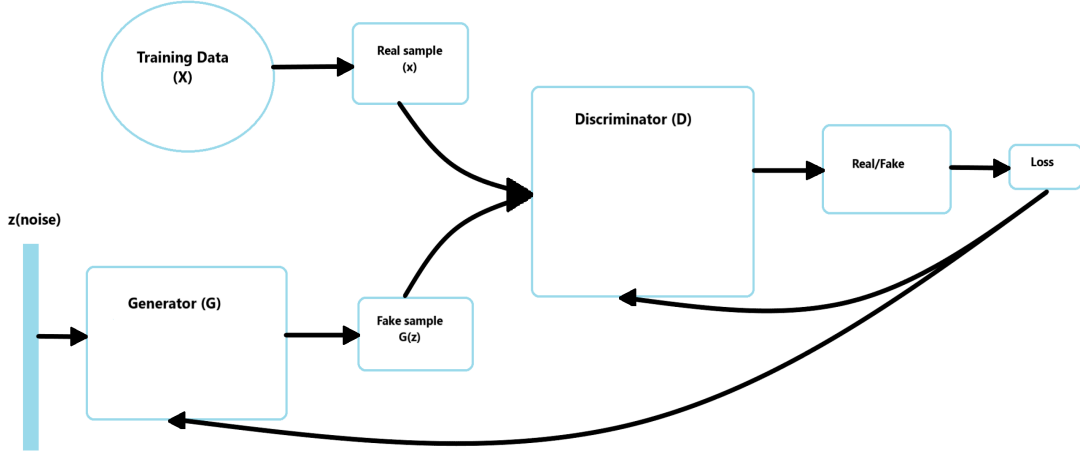 Training Data
(X)
Real sample
(x)
Discriminator (D)
Real/Fake
Loss
z(noise)
Generator (G)
Fake sample
G(z)